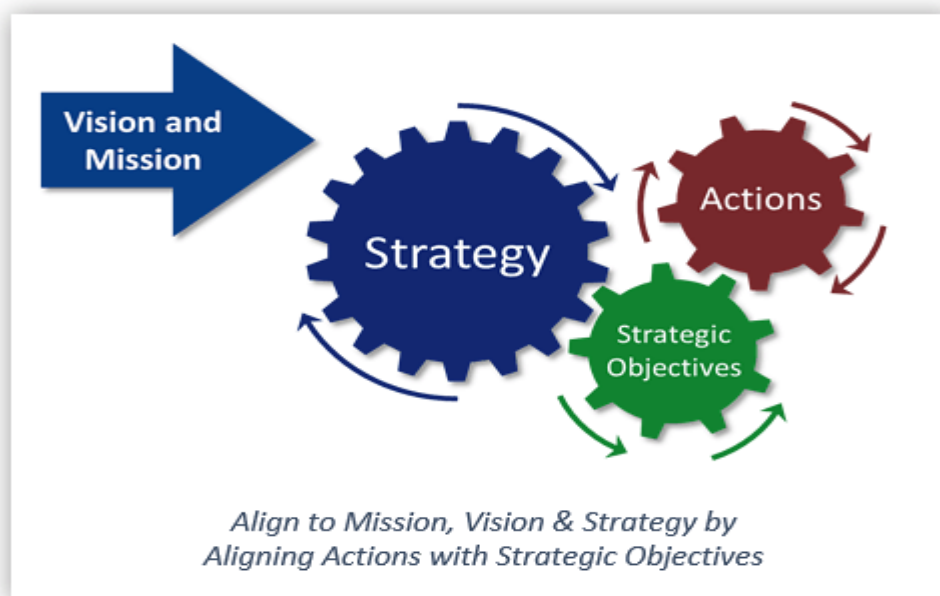 Vision and
Mission
Strategy
Actions
Strategic
Objectives
Align to Mission, Vision & Strategy by
Aligning Actions with Strategic Objectives